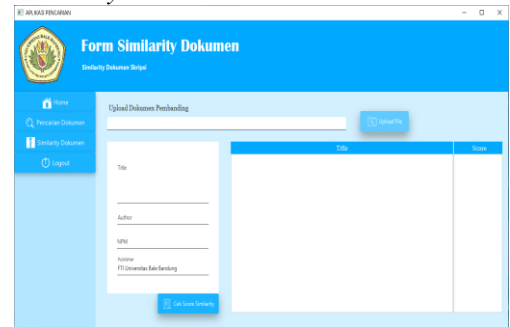 APLIKASI PENCARIAN
Form Similarity Dokumen
Similarity Dokumen Skripsi
Home
Pencarian Dokumen
Similarity Dokumen
Logout
Upload Dokumen Pembanding
Upload File
Title
Author
NPM
Publisher
FTI Universitas Bale Bandung
Cek Score Similarity
Title
Score